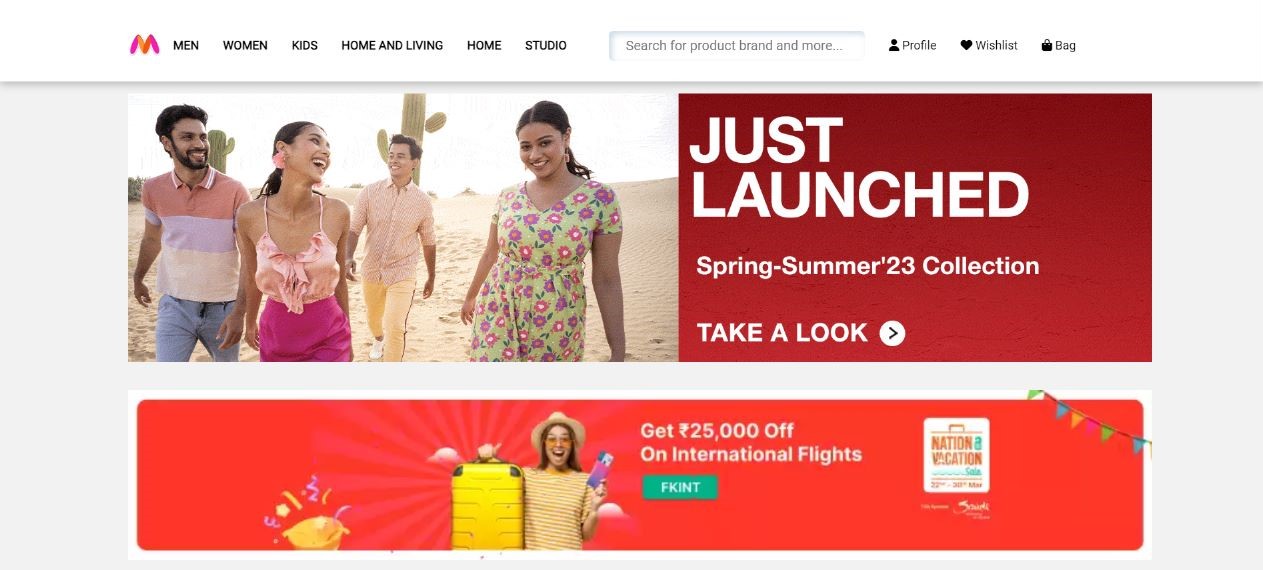 MEN WOMEN KIDS HOME AND LIVING HOME STUDIO Search for product brand and more... Profile Wishlist Bag
JUST
LAUNCHED
Spring-Summer'23 Collection
TAKE A LOOK
Get ₹25,000 Off
On International Flights
FKINT
NATION@
VACATION
Sale
22nd - 30th Mar